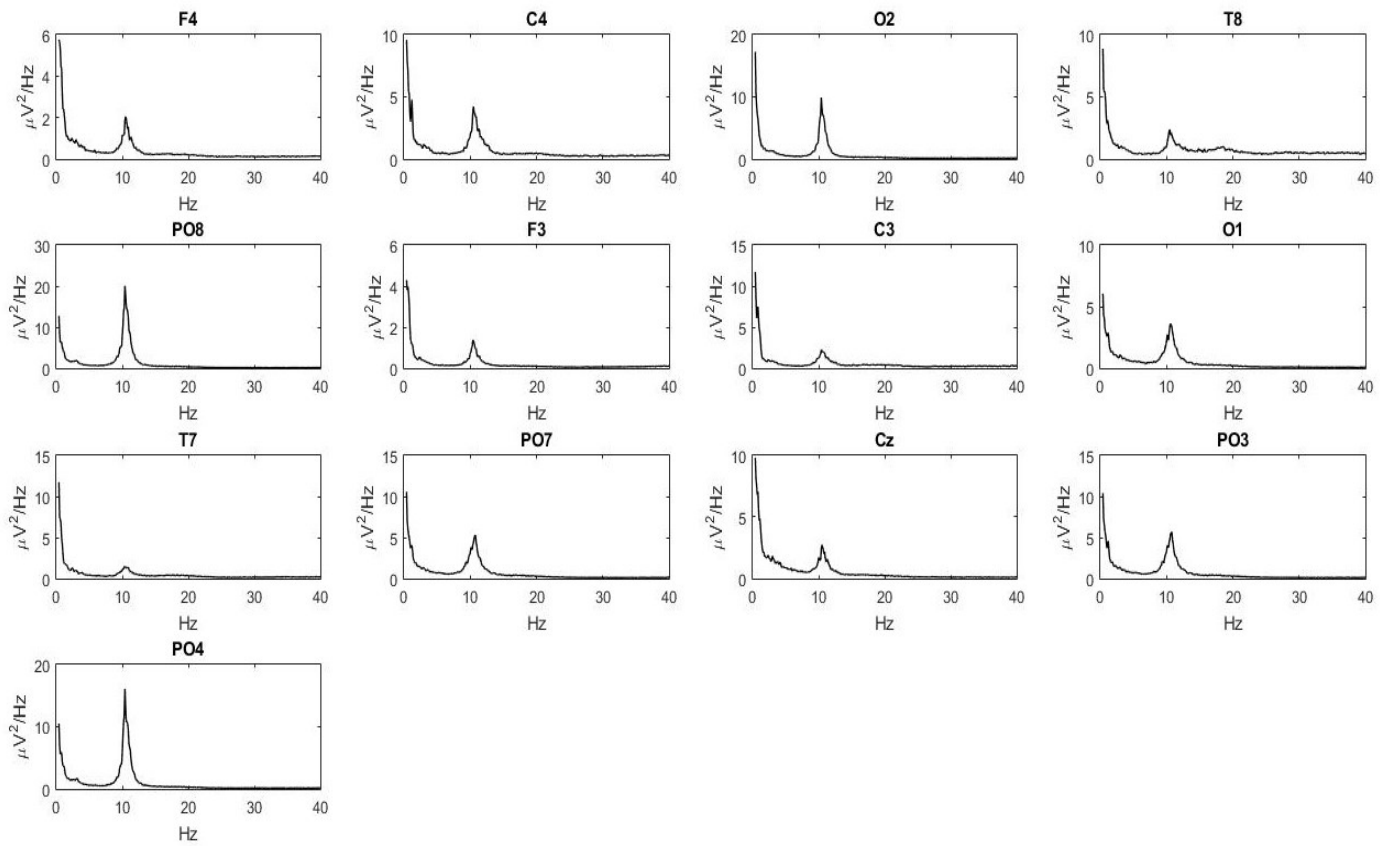 F4 C4 O2 T8
6 10 20 10
μV²/Hz μV²/Hz μV²/Hz μV²/Hz
4 5 10 5
2
0 0 0 0
0 10 20 30 40 0 10 20 30 40 0 10 20 30 40 0 10 20 30 40
Hz Hz Hz Hz
PO8 F3 C3 O1
30 6 15 10
μV²/Hz μV²/Hz μV²/Hz μV²/Hz
20 4 10 5
10 2 5
0 0 0 0
0 10 20 30 40 0 10 20 30 40 0 10 20 30 40 0 10 20 30 40
Hz Hz Hz Hz
T7 PO7 Cz PO3
15 15 10 15
μV²/Hz μV²/Hz μV²/Hz μV²/Hz
10 10 5 10
5 5 5
0 0 0 0
0 10 20 30 40 0 10 20 30 40 0 10 20 30 40 0 10 20 30 40
Hz Hz Hz Hz
PO4
20
μV²/Hz
10
0
0 10 20 30 40
Hz